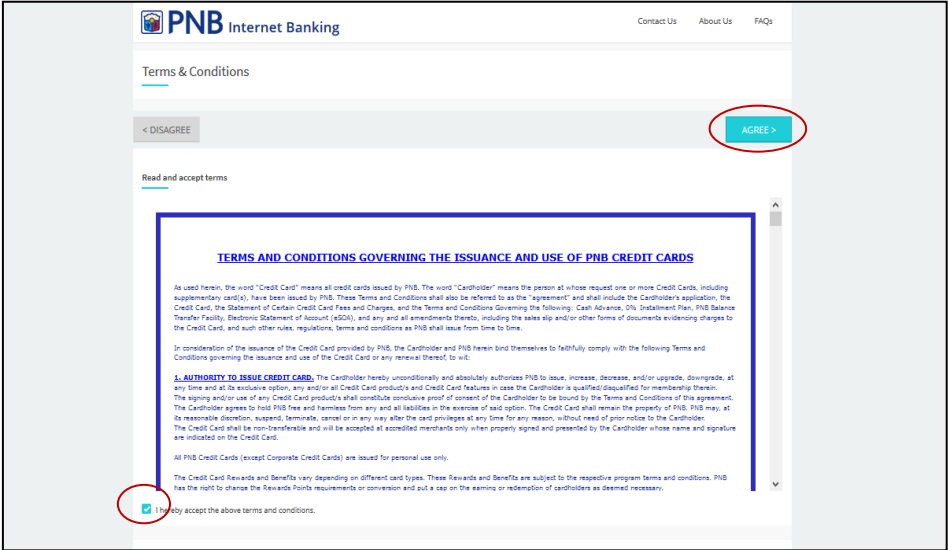 PNB Internet Banking
Contact Us About Us FAQs
Terms & Conditions
< DISAGREE
AGREE >
Read and accept terms
TERMS AND CONDITIONS GOVERNING THE ISSUANCE AND USE OF PNB CREDIT CARDS
As used herein, the word "Credit Card" means all credit cards issued by PNB. The word "Cardholder" means the person at whose request one or more Credit Cards, including
supplementary card(s), have been issued by PNB. These Terms and Conditions shall also be referred to as the "agreement" and shall include the Cardholder's application, the
Credit Card, the Statement of Certain Credit Card Fees and Charges, and the Terms and Conditions Governing the following: Cash Advance, 0% Installment Plan, PNB Balance
Transfer Facility, Electronic Statement of Account (eSOA), and any and all amendments thereto, including the sales slip and/or other forms of documents evidencing charges to
the Credit Card, and such other rules, regulations, terms and conditions as PNB shall issue from time to time.
In consideration of the issuance of the Credit Card provided by PNB, the Cardholder and PNB herein bind themselves to faithfully comply with the following Terms and
Conditions governing the issuance and use of the Credit Card or any renewal thereof, to wit:
1. AUTHORITY TO ISSUE CREDIT CARD. The Cardholder hereby unconditionally and absolutely authorizes PNB to issue, increase, decrease, and/or upgrade, downgrade, at
any time and at its exclusive option, any and/or all Credit Card product/s and Credit Card features in case the Cardholder is qualified/disqualified for membership therein.
The signing and/or use of any Credit Card product/s shall constitute conclusive proof of consent of the Cardholder to be bound by the Terms and Conditions of this agreement.
The Cardholder agrees to hold PNB free and harmless from any and all liabilities in the exercise of said option. The Credit Card shall remain the property of PNB. PNB may, at
its reasonable discretion, suspend, terminate, cancel or in any way alter the card privileges at any time for any reason, without need of prior notice to the Cardholder.
The Credit Card shall be non-transferable and will be accepted at accredited merchants only when properly signed and presented by the Cardholder whose name and signature
are indicated on the Credit Card.
All PNB Credit Cards (except Corporate Credit Cards) are issued for personal use only.
The Credit Card Rewards and Benefits vary depending on different card types. These Rewards and Benefits are subject to the respective program terms and conditions. PNB
has the right to change the Rewards Points requirements or conversion and put a cap on the earning or redemption of cardholders as deemed necessary.
I hereby accept the above terms and conditions.